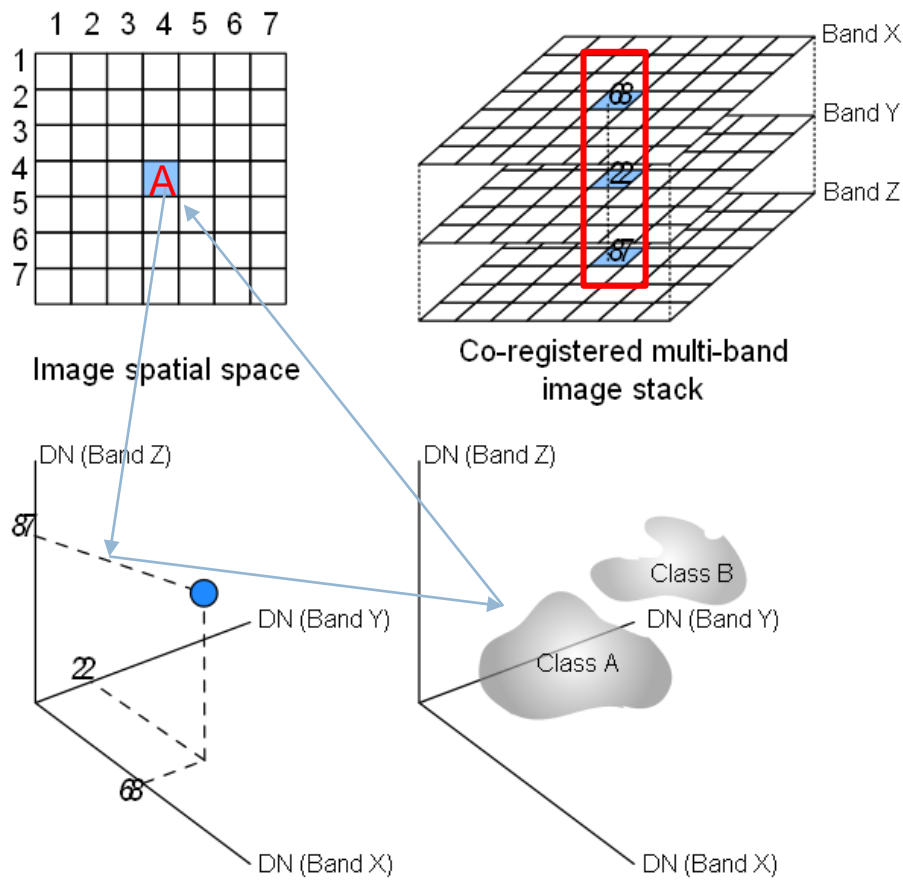 1 2 3 4 5 6 7
1
2
3
4
5
6
7
A
Image spatial space
Band X
Band Y
Band Z
68
22
87
Co-registered multi-band
image stack
DN (Band Z)
87
DN (Band Y)
22
68
DN (Band X)
DN (Band Z)
Class B
DN (Band Y)
Class A
DN (Band X)